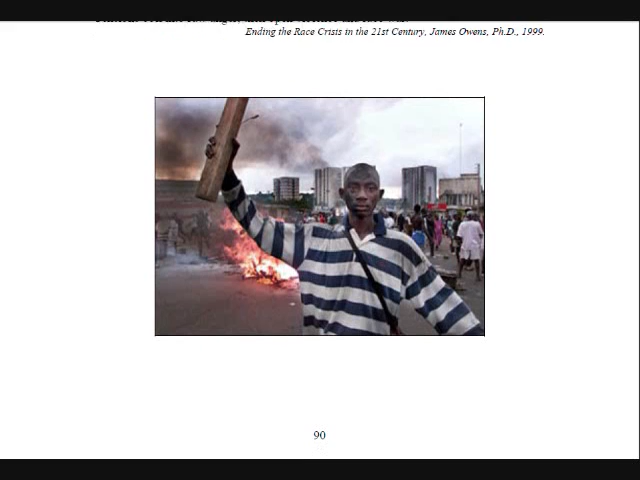 Ending the Race Crisis in the 21st Century, James Owens, Ph.D., 1999.
90